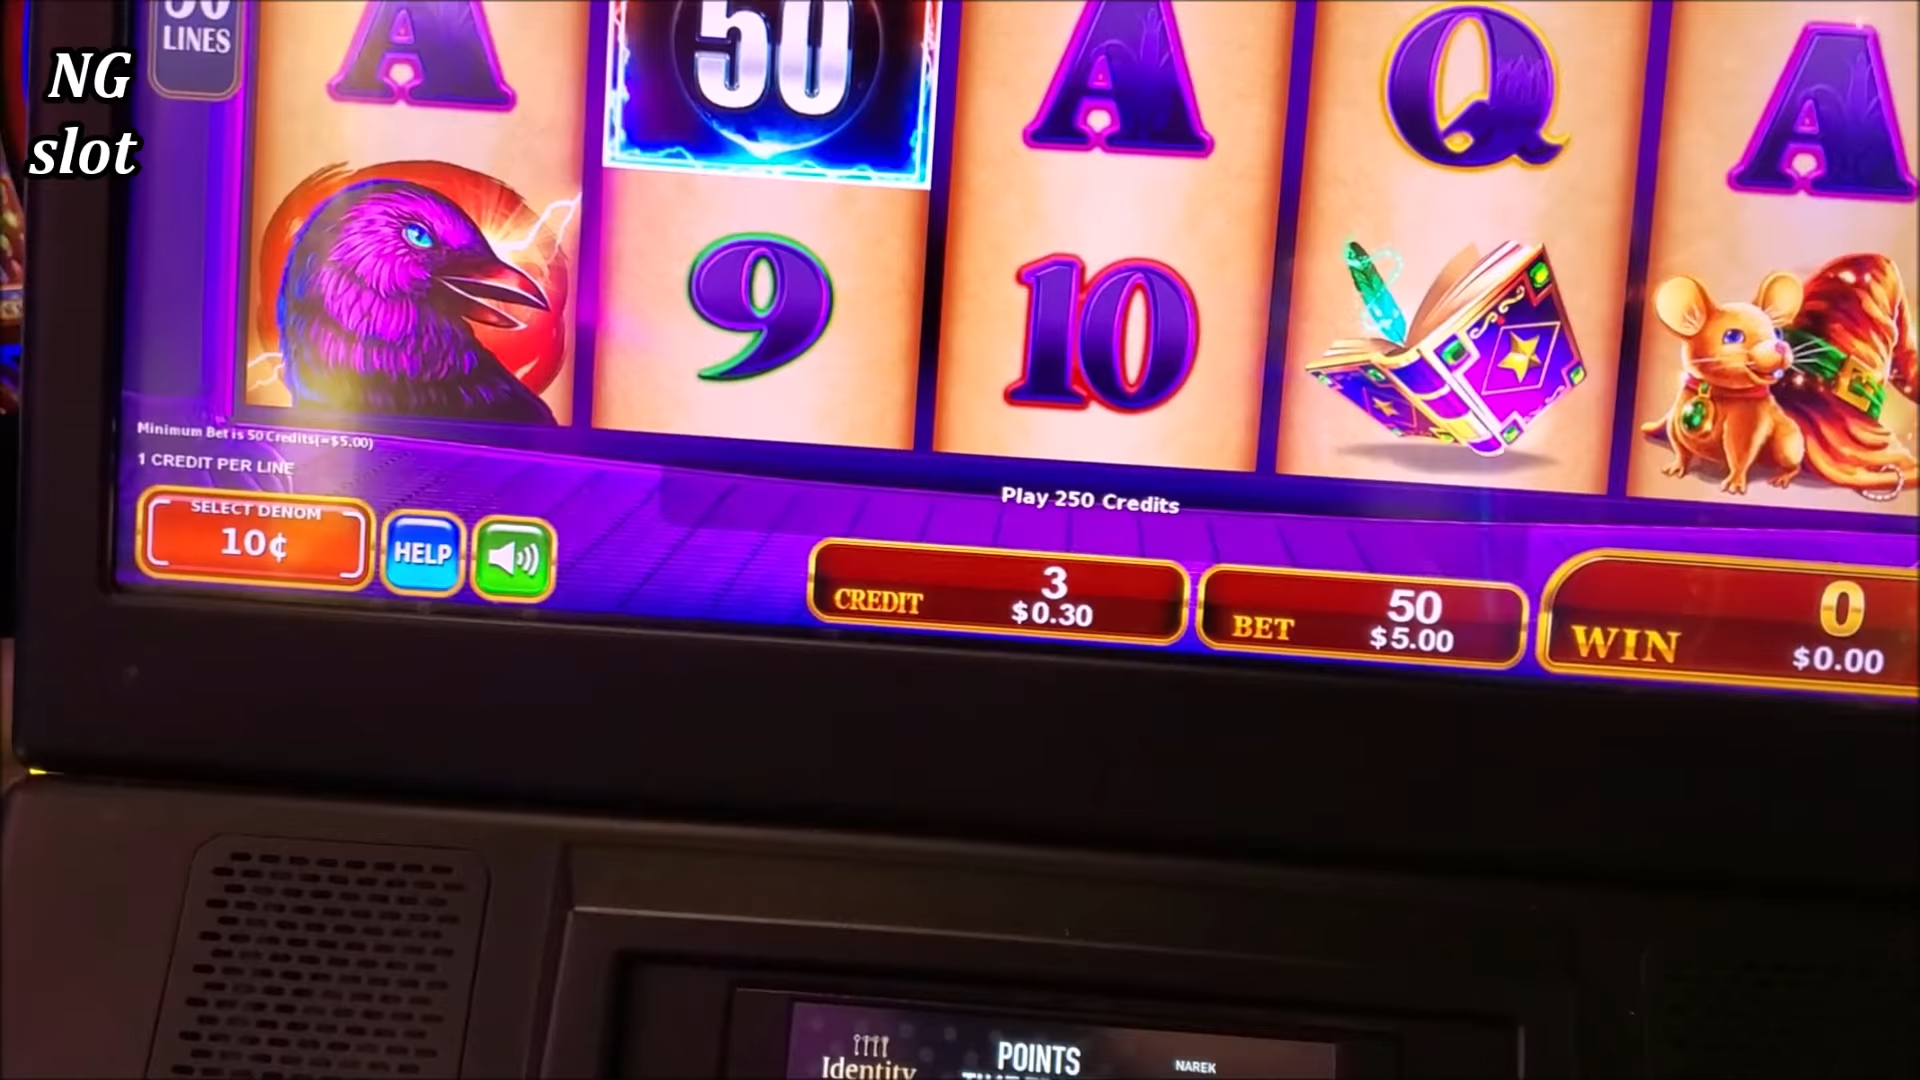 NG
slot
LINES
A
50
A
Q
A
9
10
Minimum Bet is 50 Credits(=$5.00)
1 CREDIT PER LINE
Play 250 Credits
SELECT DENOM
10¢
HELP
CREDIT
3
$0.30
BET
50
$5.00
WIN
0
$0.00
Identity
POINTS
NAREK